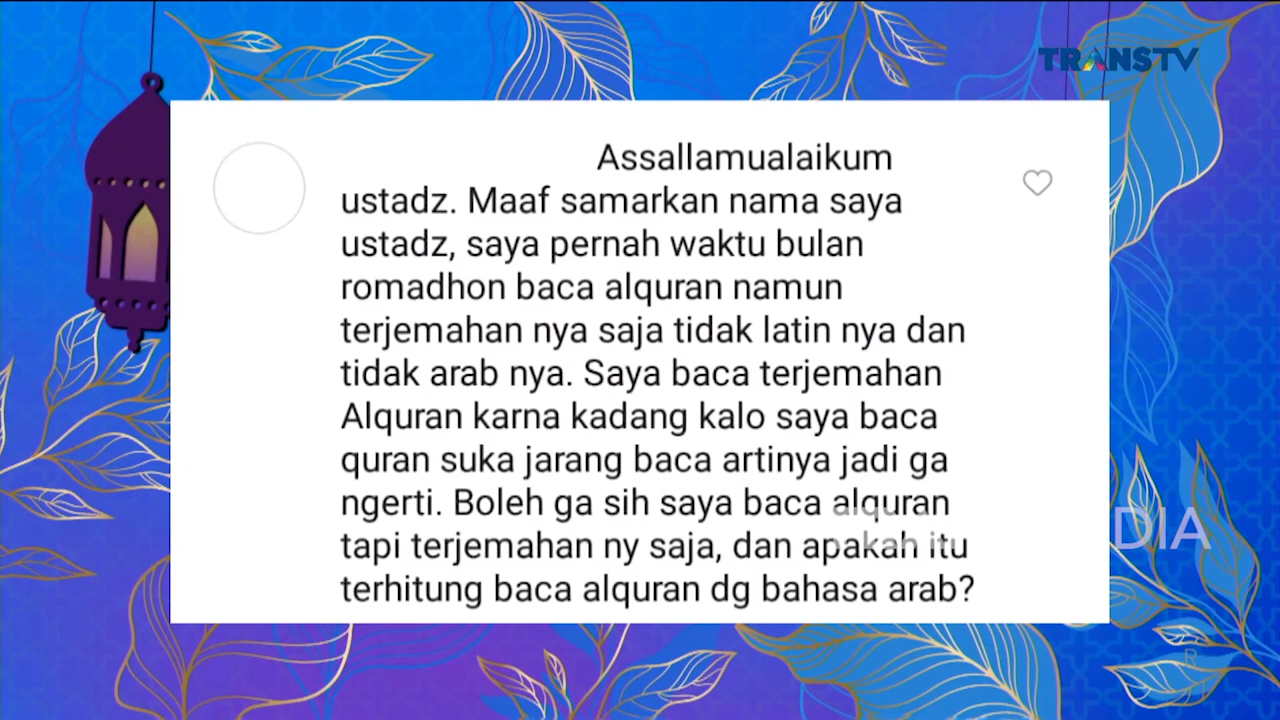 TRANSTV
Assallamualaikum
ustadz. Maaf samarkan nama saya
ustadz, saya pernah waktu bulan
romadhon baca alquran namun
terjemahan nya saja tidak latin nya dan
tidak arab nya. Saya baca terjemahan
Alquran karna kadang kalo saya baca
quran suka jarang baca artinya jadi ga
ngerti. Boleh ga sih saya baca alquran
tapi terjemahan ny saja, dan apakah itu
terhitung baca alquran dg bahasa arab?
DIA